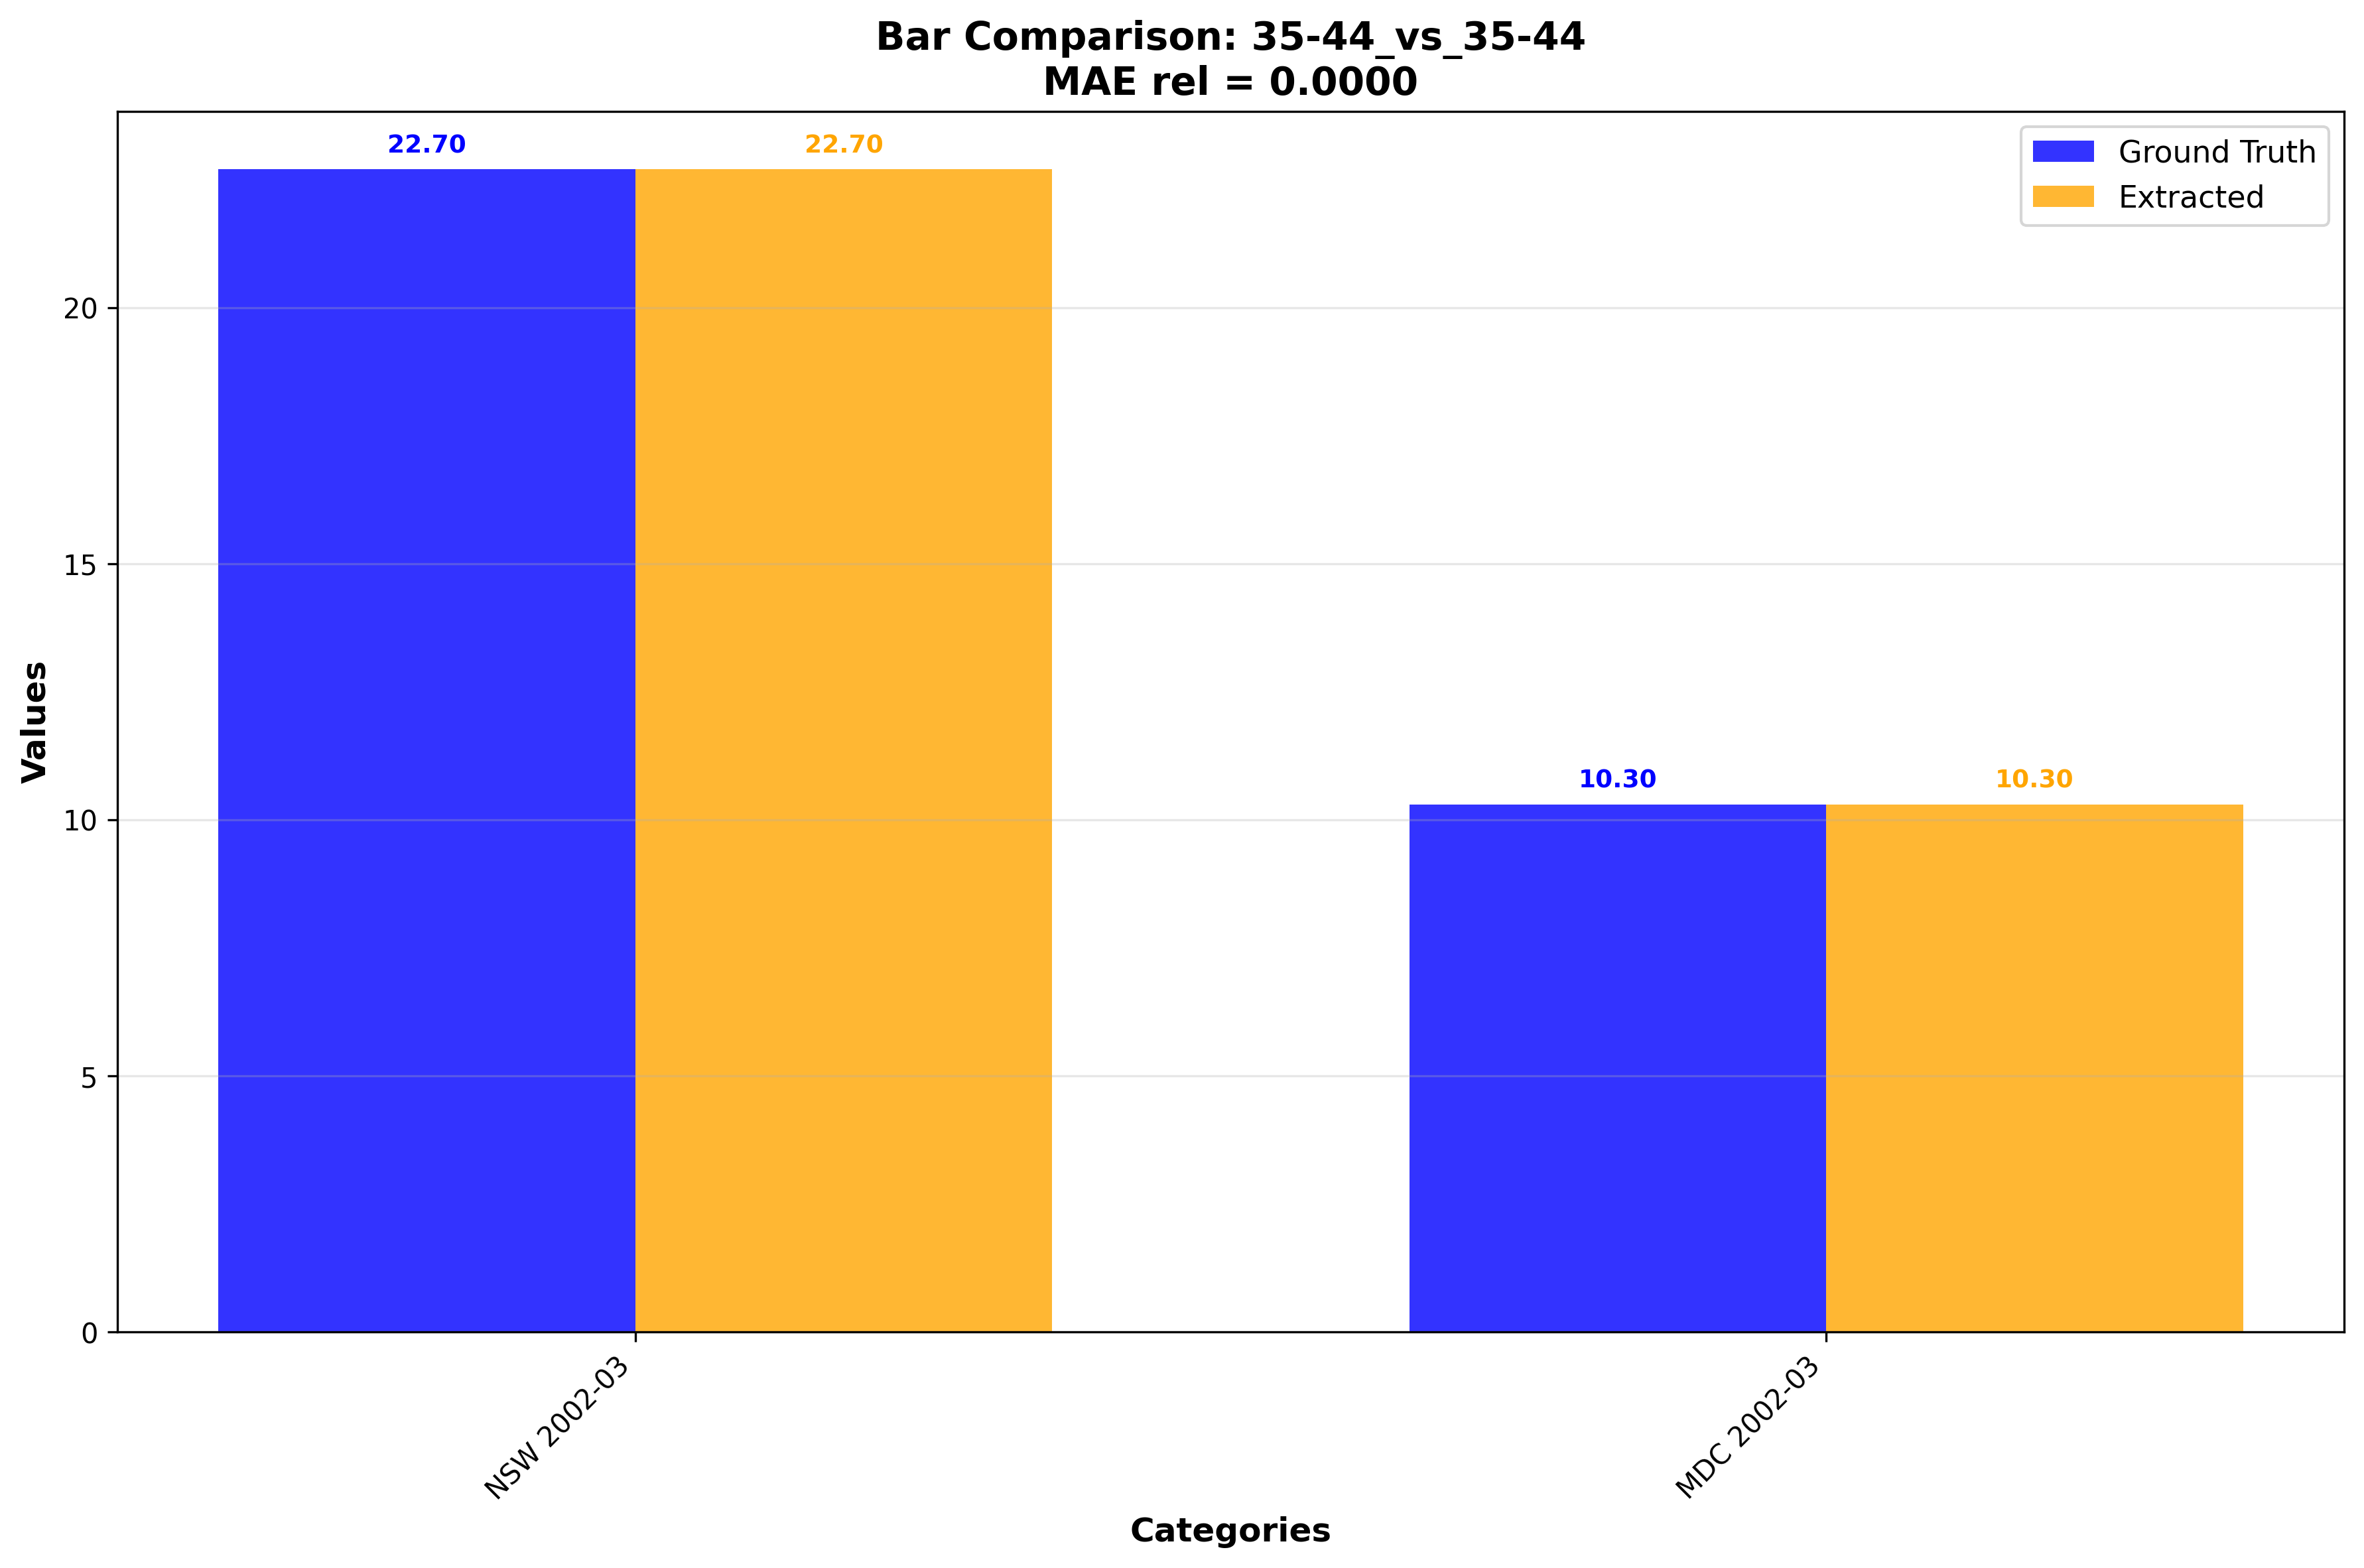 Bar Comparison: 35-44_vs_35-44
MAE rel = 0.0000
22.70
22.70
Ground Truth
Extracted
20
15
10
5
0
Values
10.30
10.30
NSW 2002-03
MDC 2002-03
Categories